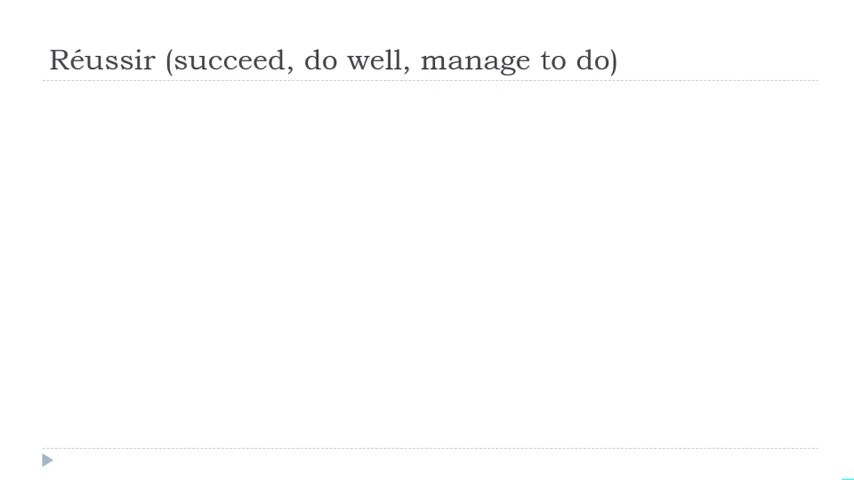 Réussir (succeed, do well, manage to do)